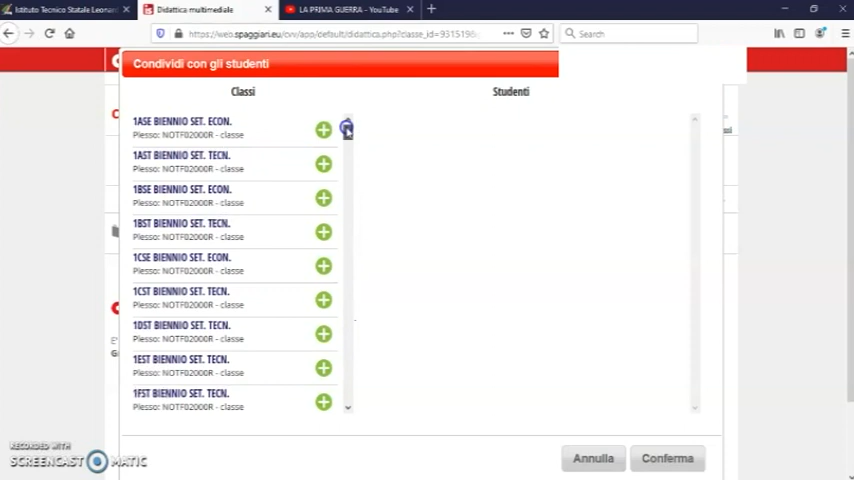 Istituto Tecnico Statale Leonar
Didattica multimediale
LA PRIMA GUERRA - YouTube
https://web.spaggiari.eu/cvv/app/default/didattica.php?classe_id=9315198
Search
Condividi con gli studenti
Classi
Studenti
1ASE BIENNIO SET. ECON.
Plesso: NOTF02000R - classe
1AST BIENNIO SET. TECN.
Plesso: NOTF02000R - classe
1BSE BIENNIO SET. ECON.
Plesso: NOTF02000R - classe
1BST BIENNIO SET. TECN.
Plesso: NOTF02000R - classe
1CSE BIENNIO SET. ECON.
Plesso: NOTF02000R - classe
1CST BIENNIO SET. TECN.
Plesso: NOTF02000R - classe
1DST BIENNIO SET. TECN.
Plesso: NOTF02000R - classe
1EST BIENNIO SET. TECN.
Plesso: NOTF02000R - classe
1FST BIENNIO SET. TECN.
Plesso: NOTF02000R - classe
Annulla
Conferma
RECORDED WITH
SCREENCAST MATIC